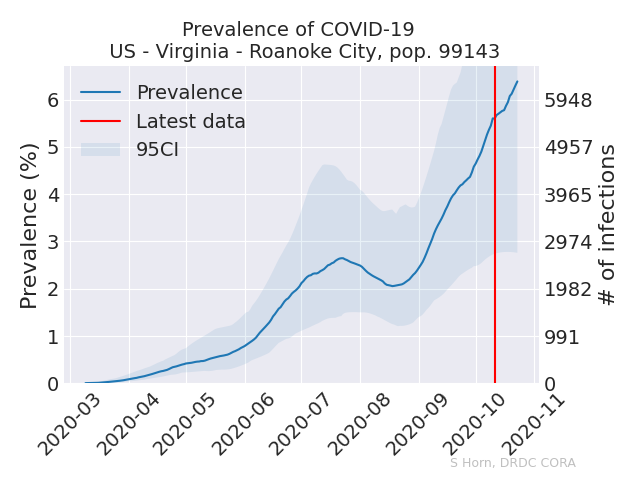 Prevalence of COVID-19
US - Virginia - Roanoke City, pop. 99143
Prevalence
Latest data
95CI
Prevalence (%)
6
5
4
3
2
1
0
5948
4957
3965
2974
1982
991
0
# of infections
2020-03
2020-04
2020-05
2020-06
2020-07
2020-08
2020-09
2020-10
2020-11
S Horn, DRDC CORA